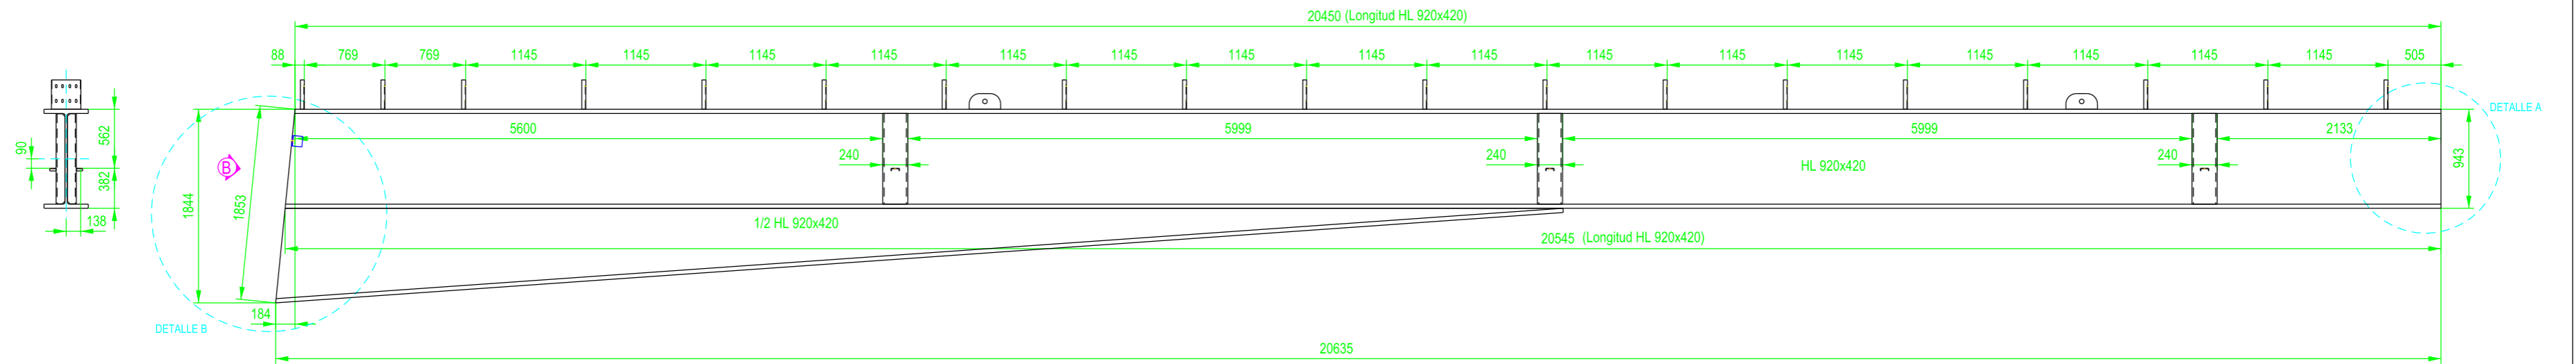 20450 (Longitud HL 920x420)
88 769 769 1145 1145 1145 1145 1145 1145 1145 1145 1145 1145 1145 1145 1145 1145 1145 1145 505
DETALLE A
562
90
382
138
5600 5999 5999 2133
240 240 240
HL 920x420
943
B
1844
1853
1/2 HL 920x420
20545 (Longitud HL 920x420)
184
DETALLE B
20635